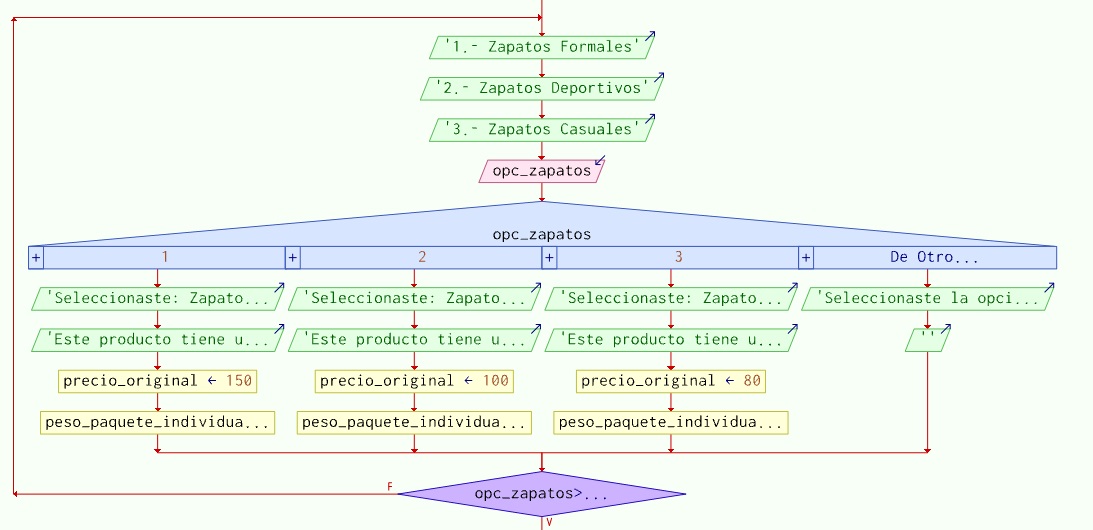 '1.- Zapatos Formales'
'2.- Zapatos Deportivos'
'3.- Zapatos Casuales'
opc_zapatos
opc_zapatos
+ 1 + 2 + 3 + De Otro...
'Seleccionaste: Zapato... 'Seleccionaste: Zapato... 'Seleccionaste: Zapato... 'Seleccionaste la opci...
'Este producto tiene u... 'Este producto tiene u... 'Este producto tiene u... ''
precio_original ← 150 precio_original ← 100 precio_original ← 80
peso_paquete_individua... peso_paquete_individua... peso_paquete_individua...
F opc_zapatos>...
V